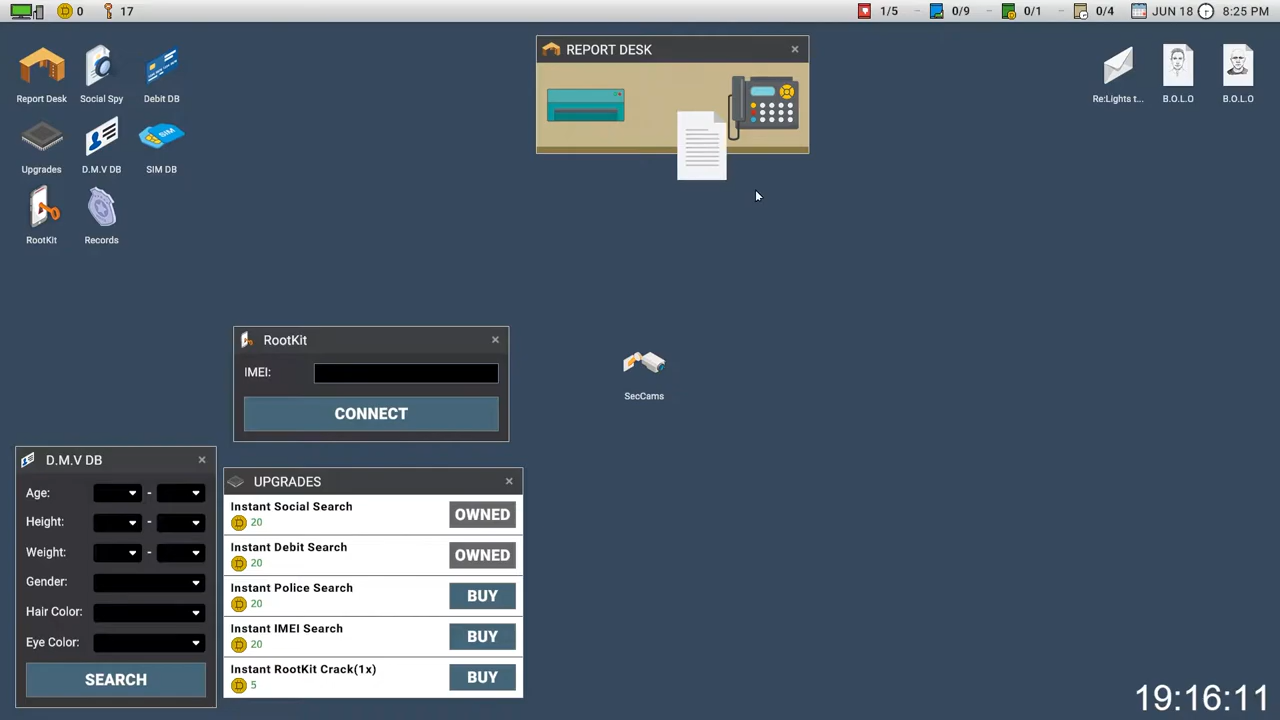 0 17 1/5 0/9 0/1 0/4 JUN 18 8:25 PM
REPORT DESK
Report Desk Social Spy Debit DB
Re:Lights t... B.O.L.O B.O.L.O
Upgrades D.M.V DB SIM DB
RootKit Records
RootKit
IMEI:
CONNECT
SecCams
D.M.V DB
Age: -
Height: -
Weight: -
Gender:
Hair Color:
Eye Color:
SEARCH
UPGRADES
Instant Social Search
20
OWNED
Instant Debit Search
20
OWNED
Instant Police Search
20
BUY
Instant IMEI Search
20
BUY
Instant RootKit Crack(1x)
5
BUY
19:16:11